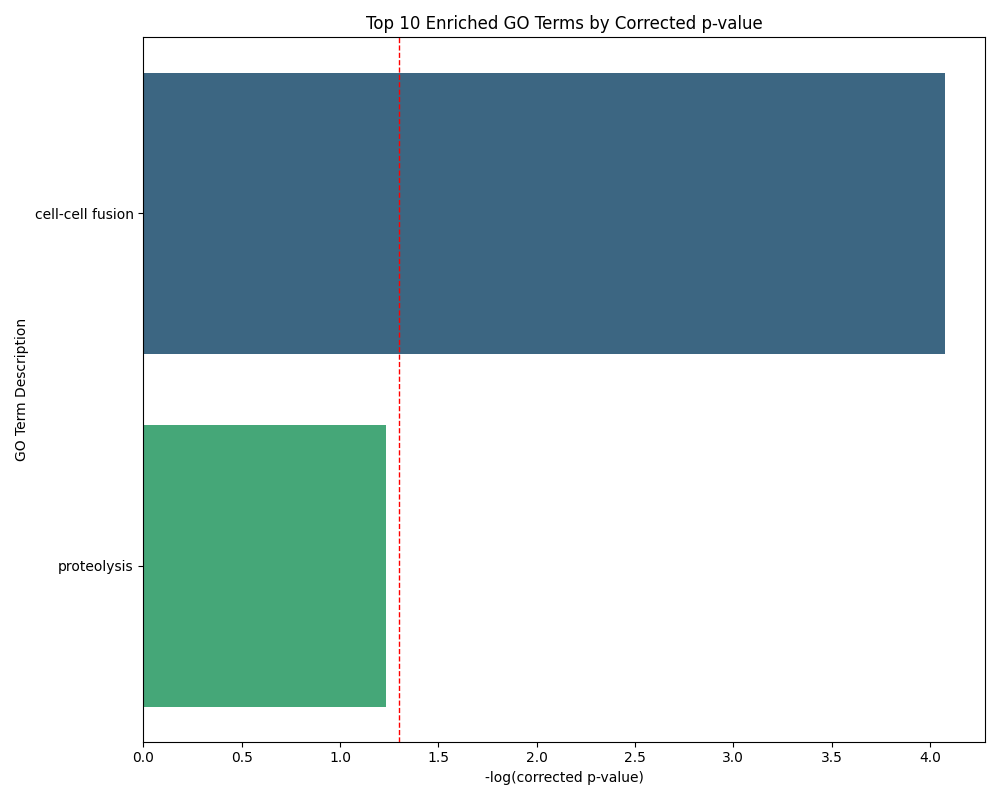 Top 10 Enriched GO Terms by Corrected p-value
GO Term Description
cell-cell fusion
proteolysis
0.0 0.5 1.0 1.5 2.0 2.5 3.0 3.5 4.0
-log(corrected p-value)